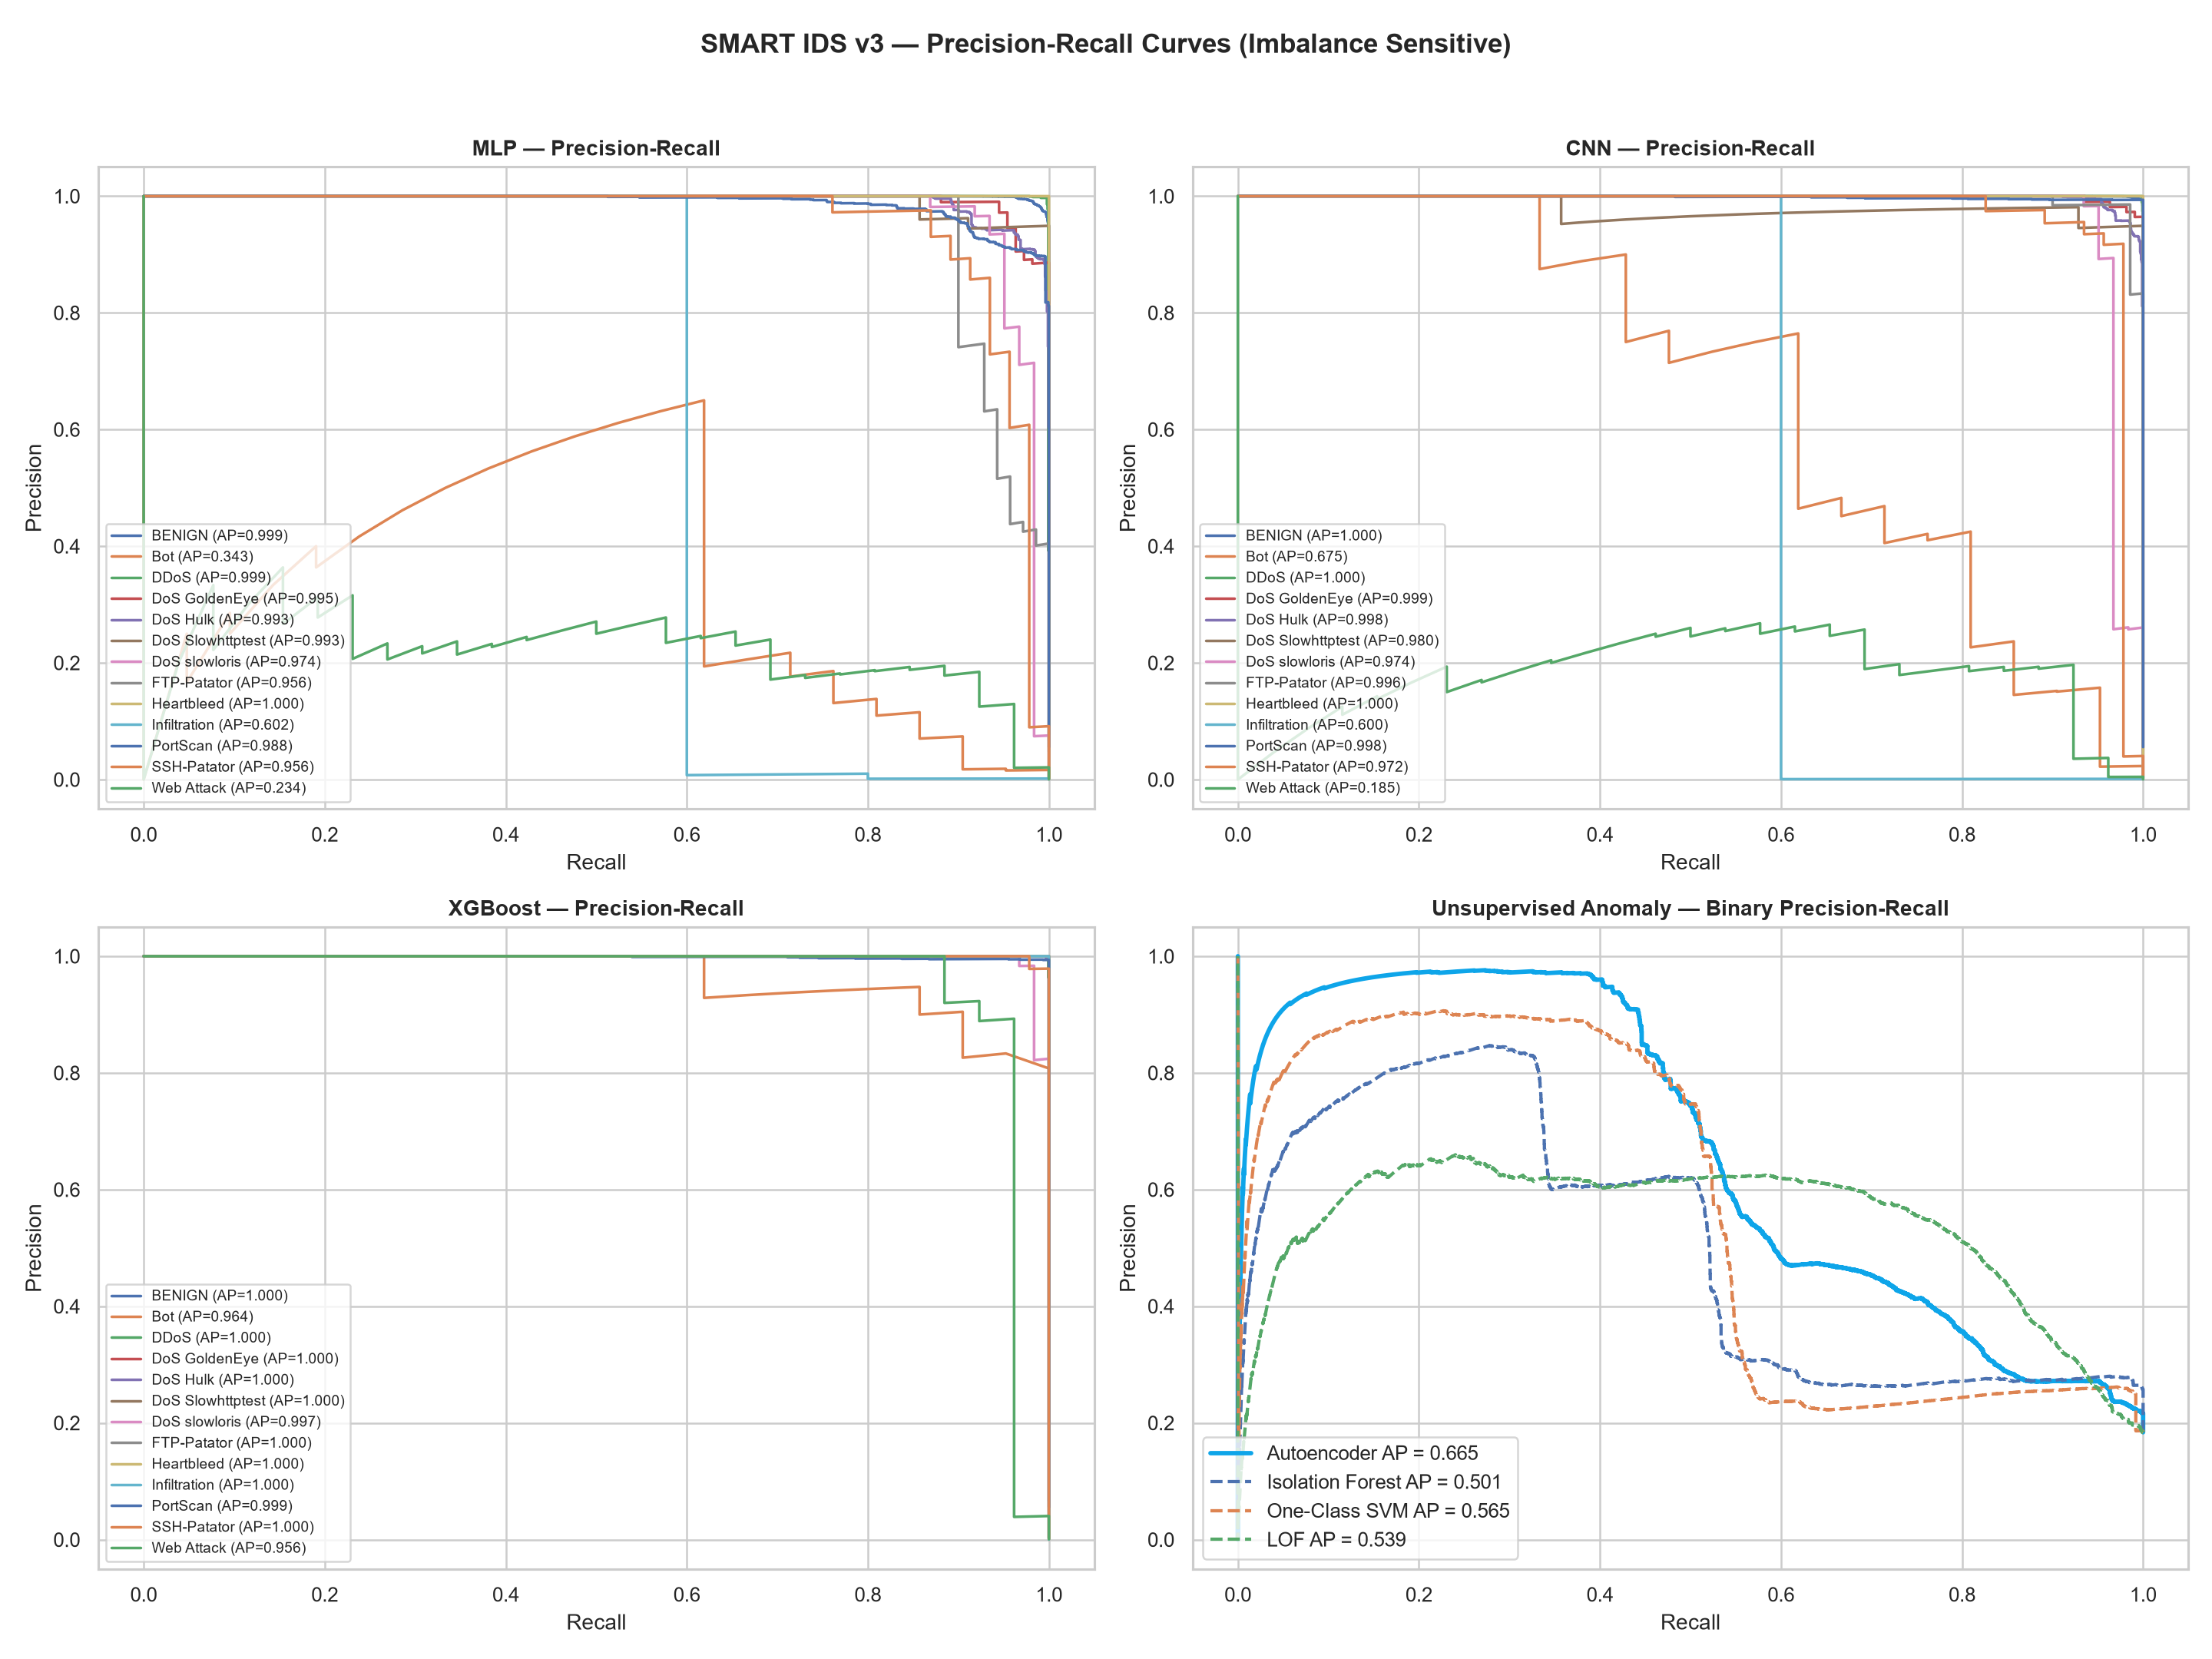 SMART IDS v3 — Precision-Recall Curves (Imbalance Sensitive)
MLP — Precision-Recall
1.0
0.8
0.6
0.4
0.2
0.0
Precision
BENIGN (AP=0.999)
Bot (AP=0.343)
DDoS (AP=0.999)
DoS GoldenEye (AP=0.995)
DoS Hulk (AP=0.993)
DoS Slowhttptest (AP=0.993)
DoS slowloris (AP=0.974)
FTP-Patator (AP=0.956)
Heartbleed (AP=1.000)
Infiltration (AP=0.602)
PortScan (AP=0.988)
SSH-Patator (AP=0.956)
Web Attack (AP=0.234)
0.0 0.2 0.4 0.6 0.8 1.0
Recall
CNN — Precision-Recall
1.0
0.8
0.6
0.4
0.2
0.0
Precision
BENIGN (AP=1.000)
Bot (AP=0.675)
DDoS (AP=1.000)
DoS GoldenEye (AP=0.999)
DoS Hulk (AP=0.998)
DoS Slowhttptest (AP=0.980)
DoS slowloris (AP=0.974)
FTP-Patator (AP=0.996)
Heartbleed (AP=1.000)
Infiltration (AP=0.600)
PortScan (AP=0.998)
SSH-Patator (AP=0.972)
Web Attack (AP=0.185)
0.0 0.2 0.4 0.6 0.8 1.0
Recall
XGBoost — Precision-Recall
1.0
0.8
0.6
0.4
0.2
0.0
Precision
BENIGN (AP=1.000)
Bot (AP=0.964)
DDoS (AP=1.000)
DoS GoldenEye (AP=1.000)
DoS Hulk (AP=1.000)
DoS Slowhttptest (AP=1.000)
DoS slowloris (AP=0.997)
FTP-Patator (AP=1.000)
Heartbleed (AP=1.000)
Infiltration (AP=1.000)
PortScan (AP=0.999)
SSH-Patator (AP=1.000)
Web Attack (AP=0.956)
0.0 0.2 0.4 0.6 0.8 1.0
Recall
Unsupervised Anomaly — Binary Precision-Recall
1.0
0.8
0.6
0.4
0.2
0.0
Precision
Autoencoder AP = 0.665
Isolation Forest AP = 0.501
One-Class SVM AP = 0.565
LOF AP = 0.539
0.0 0.2 0.4 0.6 0.8 1.0
Recall